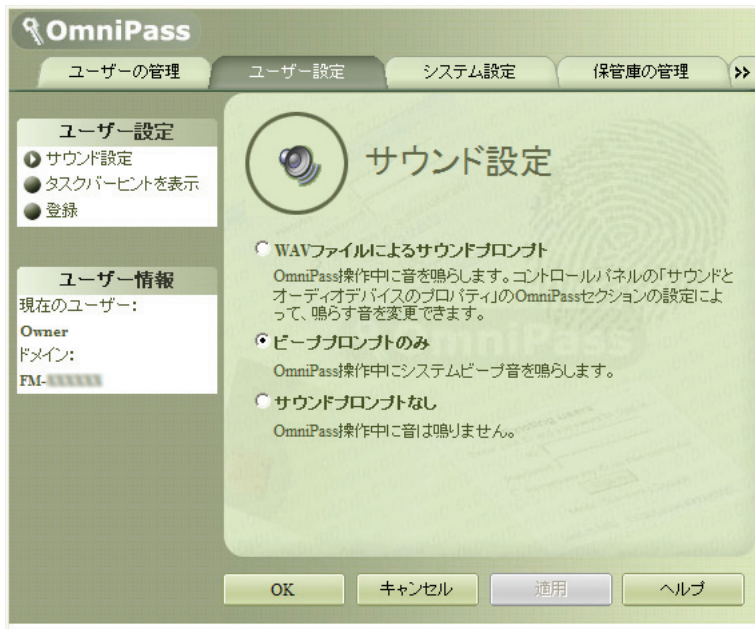 OmniPass
ユーザーの管理
ユーザー設定
システム設定
保管庫の管理
ユーザー設定
サウンド設定
タスクバーヒントを表示
登録
ユーザー情報
現在のユーザー:
Owner
ドメイン:
FM-
サウンド設定
WAVファイルによるサウンドプロンプト
OmniPass操作中に音を鳴らします。コントロールパネルの「サウンドと
オーディオデバイスのプロパティ」のOmniPassセクションの設定によ
って、鳴らす音を変更できます。
ビーププロンプトのみ
OmniPass操作中にシステムビープ音を鳴らします。
サウンドプロンプトなし
OmniPass操作中に音は鳴りません。
OK
キャンセル
適用
ヘルプ